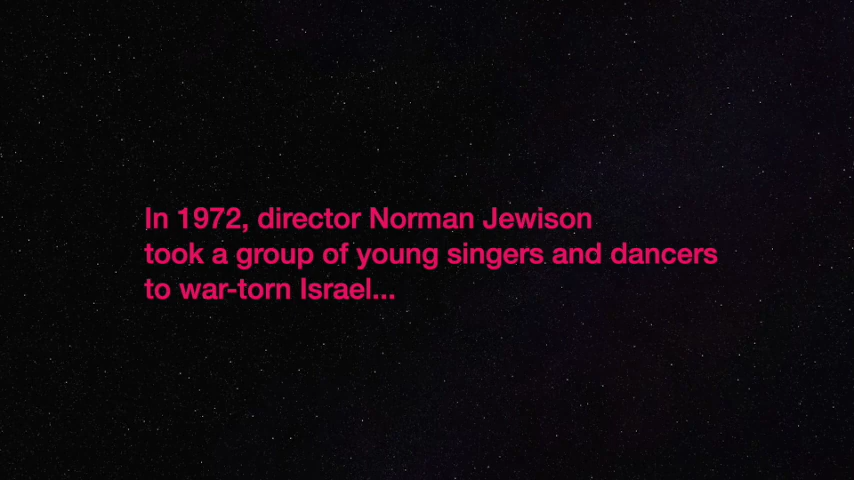 In 1972, director Norman Jewison
took a group of young singers and dancers
to war-torn Israel...